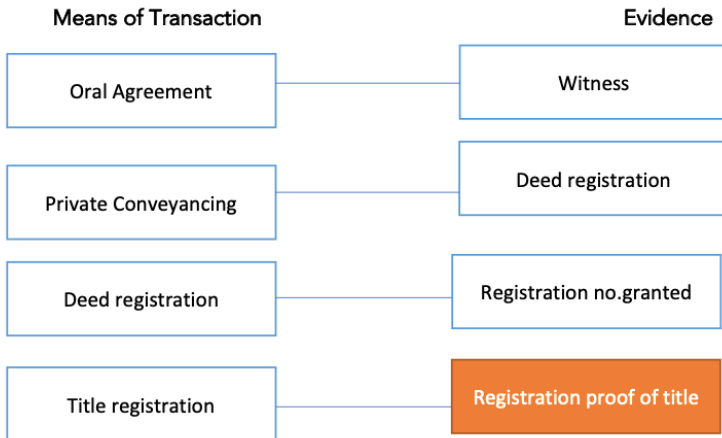 Means of Transaction
Evidence
Oral Agreement
Witness
Private Conveyancing
Deed registration
Deed registration
Registration no.granted
Title registration
Registration proof of title